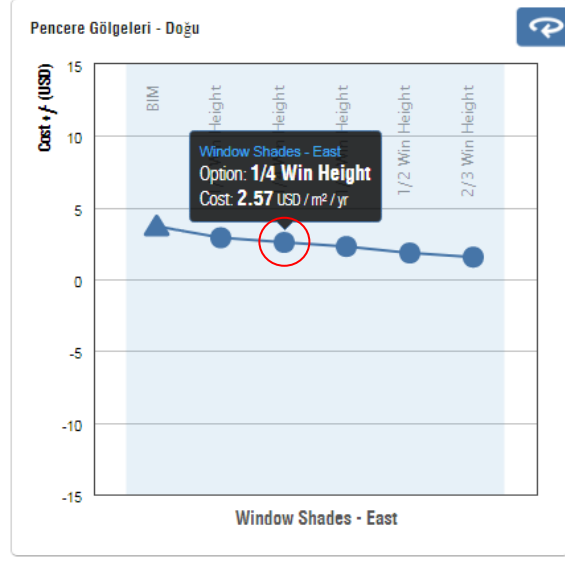 Pencere Gölgeleri - Doğu
Cost • ƒ (USD)
15
10
5
0
-5
-10
-15
BIM
Height
Height
Height
1/2 Win Height
2/3 Win Height
Window Shades - East
Option: 1/4 Win Height
Cost: 2.57 USD / m² / yr
Window Shades - East